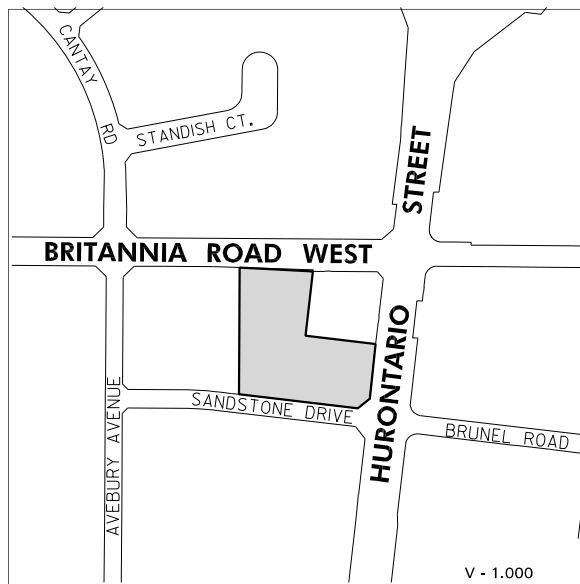 CANTAY RD
STANDISH CT.
STREET
BRITANNIA ROAD WEST
HURONTARIO
AVEBURY AVENUE
SANDSTONE DRIVE
BRUNEL ROAD
V - 1.000